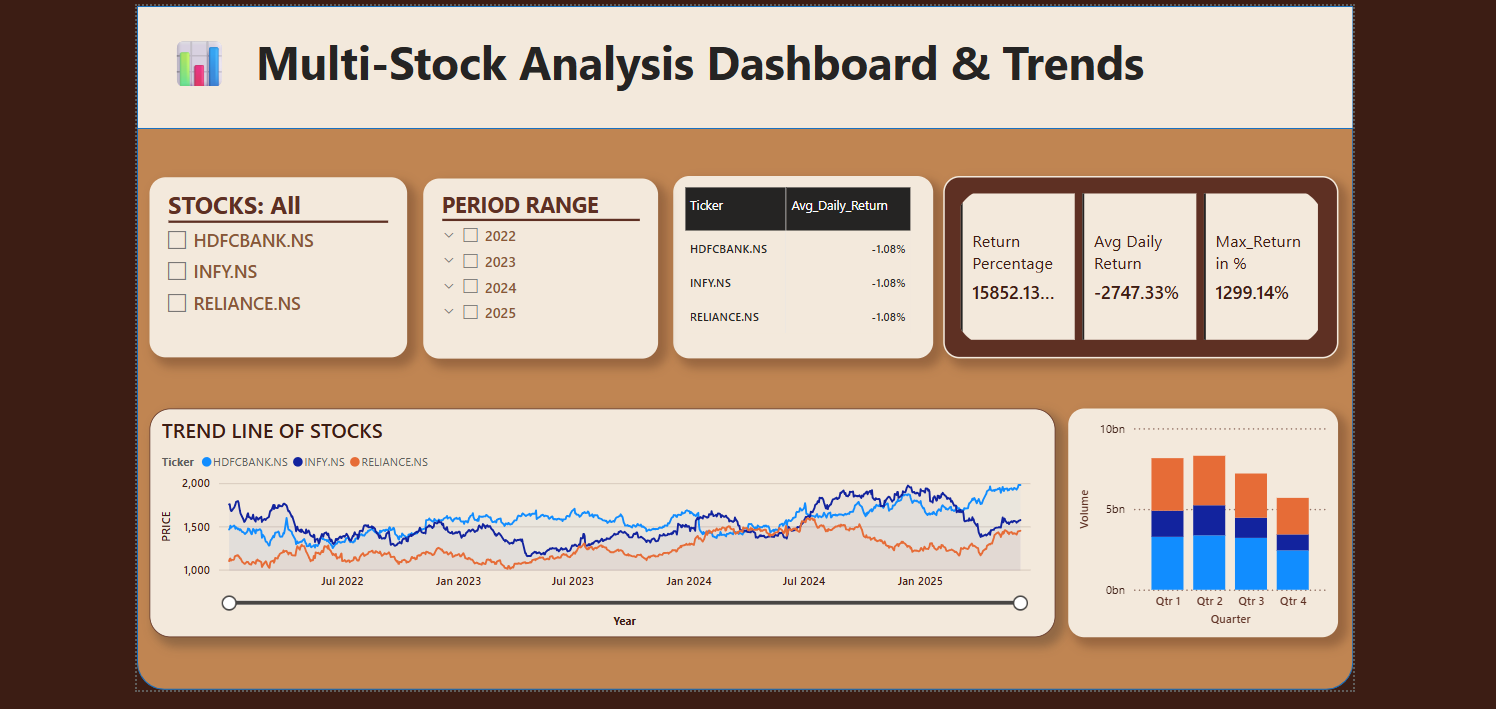 Multi-Stock Analysis Dashboard & Trends
STOCKS: All
HDFCBANK.NS
INFY.NS
RELIANCE.NS
PERIOD RANGE
2022
2023
2024
2025
Ticker Avg_Daily_Return
HDFCBANK.NS -1.08%
INFY.NS -1.08%
RELIANCE.NS -1.08%
Return
Percentage
15852.13...
Avg Daily
Return
-2747.33%
Max_Return
in %
1299.14%
TREND LINE OF STOCKS
Ticker HDFCBANK.NS INFY.NS RELIANCE.NS
PRICE
2,000
1,500
1,000
Jul 2022 Jan 2023 Jul 2023 Jan 2024 Jul 2024 Jan 2025
Year
Volume
10bn
5bn
0bn
Qtr 1 Qtr 2 Qtr 3 Qtr 4
Quarter